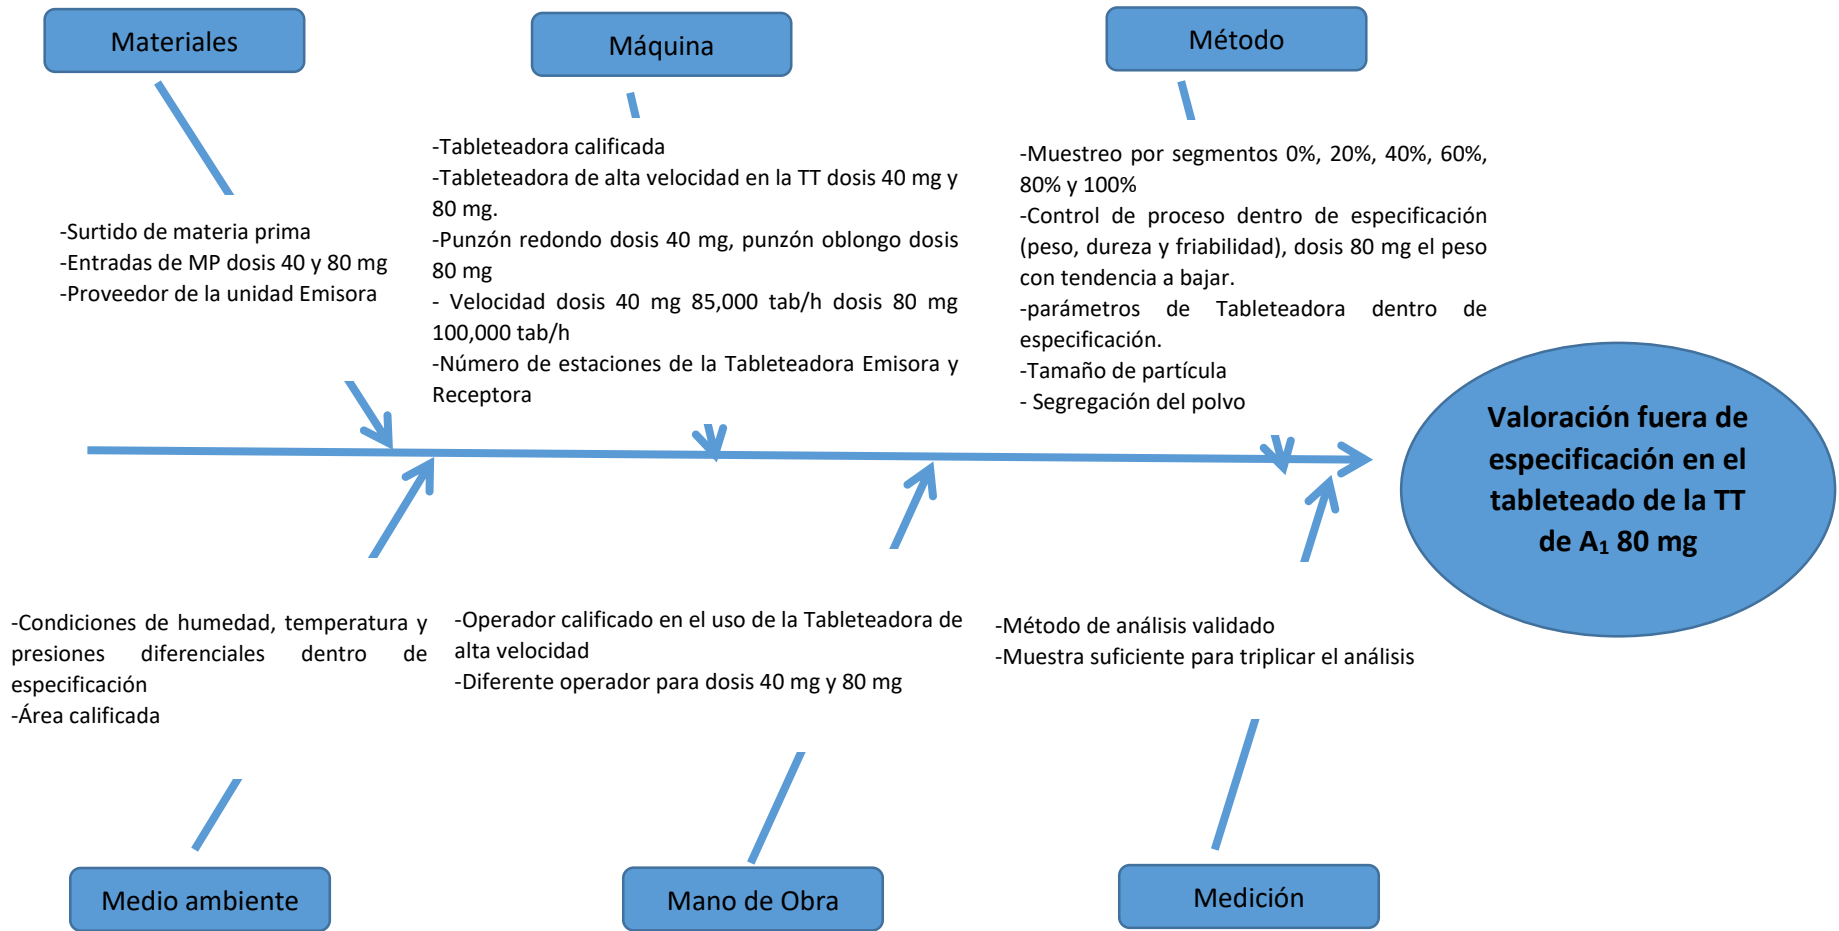 Materiales
Máquina
Método
-Surtido de materia prima
-Entradas de MP dosis 40 y 80 mg
-Proveedor de la unidad Emisora
-Tableteadora calificada
-Tableteadora de alta velocidad en la TT dosis 40 mg y
80 mg.
-Punzón redondo dosis 40 mg, punzón oblongo dosis
80 mg
- Velocidad dosis 40 mg 85,000 tab/h dosis 80 mg
100,000 tab/h
-Número de estaciones de la Tableteadora Emisora y
Receptora
-Muestreo por segmentos 0%, 20%, 40%, 60%,
80% y 100%
-Control de proceso dentro de especificación
(peso, dureza y friabilidad), dosis 80 mg el peso
con tendencia a bajar.
-parámetros de Tableteadora dentro de
especificación.
-Tamaño de partícula
- Segregación del polvo
Valoración fuera de
especificación en el
tableteado de la TT
de A₁ 80 mg
-Condiciones de humedad, temperatura y
presiones diferenciales dentro de
especificación
-Área calificada
-Operador calificado en el uso de la Tableteadora de
alta velocidad
-Diferente operador para dosis 40 mg y 80 mg
-Método de análisis validado
-Muestra suficiente para triplicar el análisis
Medio ambiente
Mano de Obra
Medición